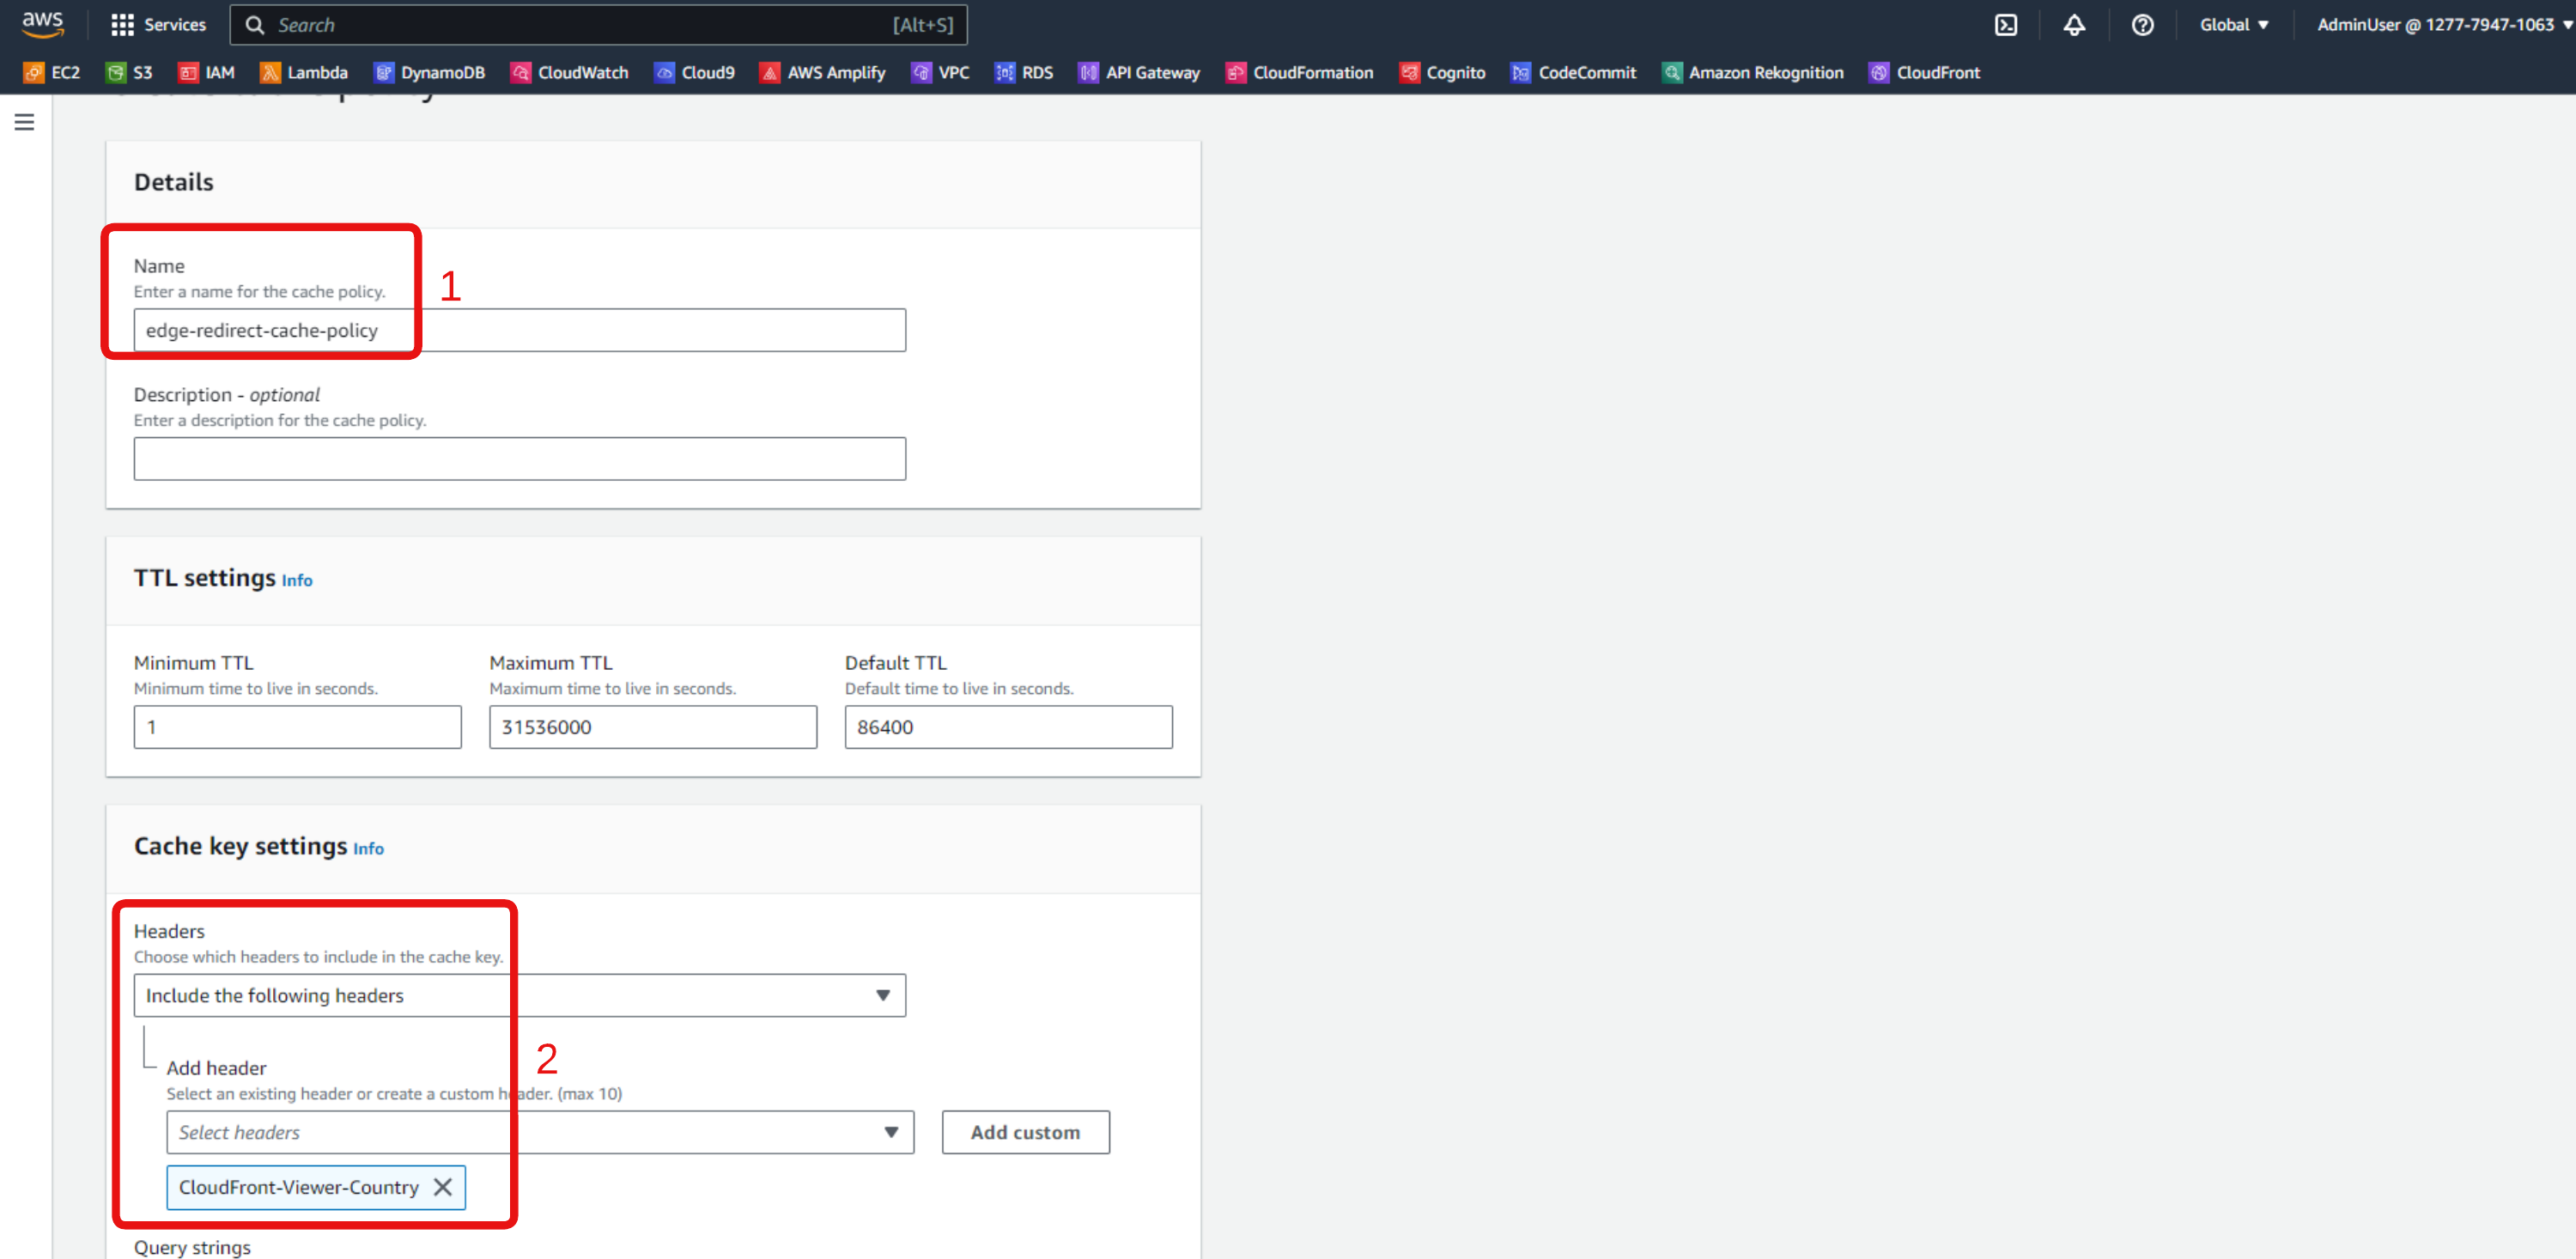 aws Services Search [Alt+S] Global AdminUser @ 1277-7947-1063
EC2 S3 IAM Lambda DynamoDB CloudWatch Cloud9 AWS Amplify VPC RDS API Gateway CloudFormation Cognito CodeCommit Amazon Rekognition CloudFront
Details
Name
Enter a name for the cache policy.
1
edge-redirect-cache-policy
Description - optional
Enter a description for the cache policy.
TTL settings Info
Minimum TTL Maximum TTL Default TTL
Minimum time to live in seconds. Maximum time to live in seconds. Default time to live in seconds.
1 31536000 86400
Cache key settings Info
Headers
Choose which headers to include in the cache key.
Include the following headers
2
Add header
Select an existing header or create a custom header. (max 10)
Select headers Add custom
CloudFront-Viewer-Country
Query strings